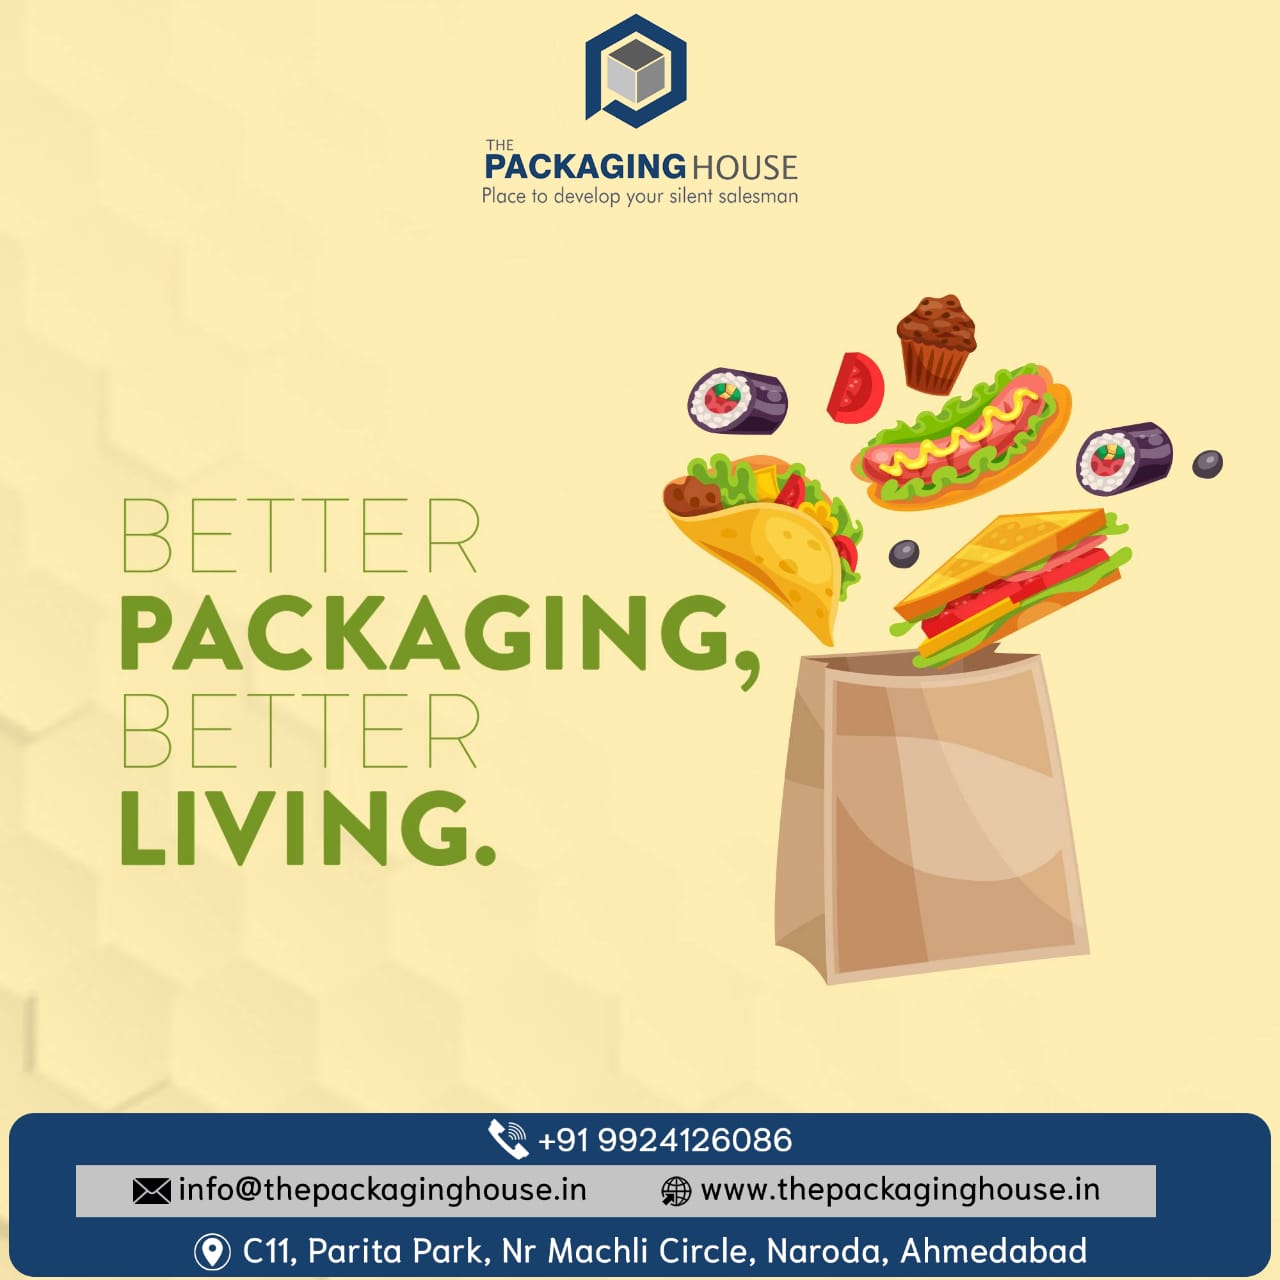 THE
PACKAGING HOUSE
Place to develop your silent salesman
BETTER
PACKAGING,
BETTER
LIVING.
+91 9924126086
info@thepackaginghouse.in
www.thepackaginghouse.in
C11, Parita Park, Nr Machli Circle, Naroda, Ahmedabad